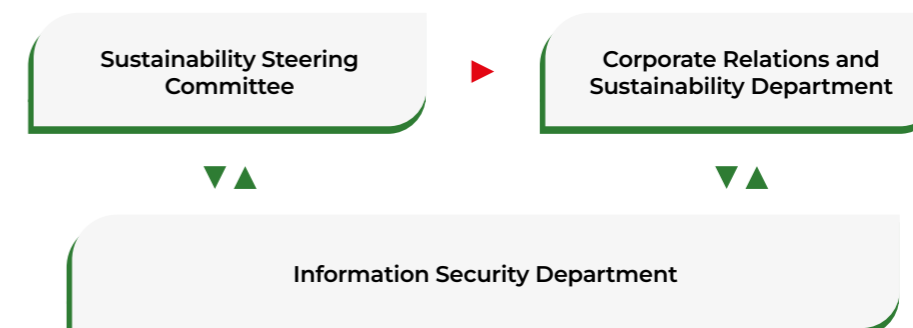 Sustainability Steering
Committee
Corporate Relations and
Sustainability Department
Information Security Department